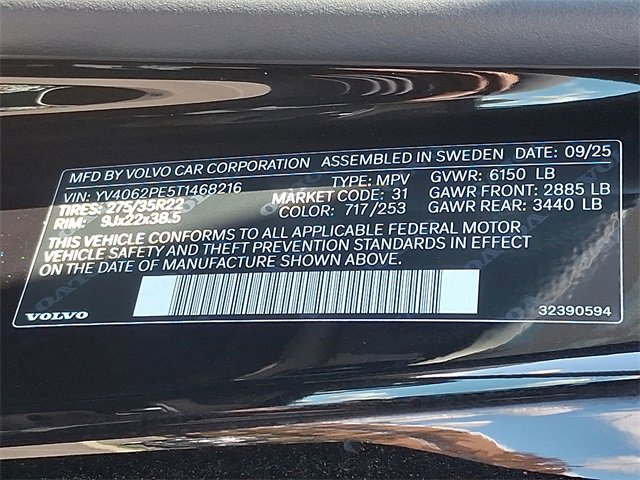 MFD BY VOLVO CAR CORPORATION ASSEMBLED IN SWEDEN DATE: 09/25
VIN: YV4062PE5T1468216 TYPE: MPV GVWR: 6150 LB
TIRES: 275/35R22 MARKET CODE: 31 GAWR FRONT: 2885 LB
RIM: 9Jx22x38.5 COLOR: 717/253 GAWR REAR: 3440 LB
THIS VEHICLE CONFORMS TO ALL APPLICABLE FEDERAL MOTOR
VEHICLE SAFETY AND THEFT PREVENTION STANDARDS IN EFFECT
ON THE DATE OF MANUFACTURE SHOWN ABOVE.
VOLVO 32390594